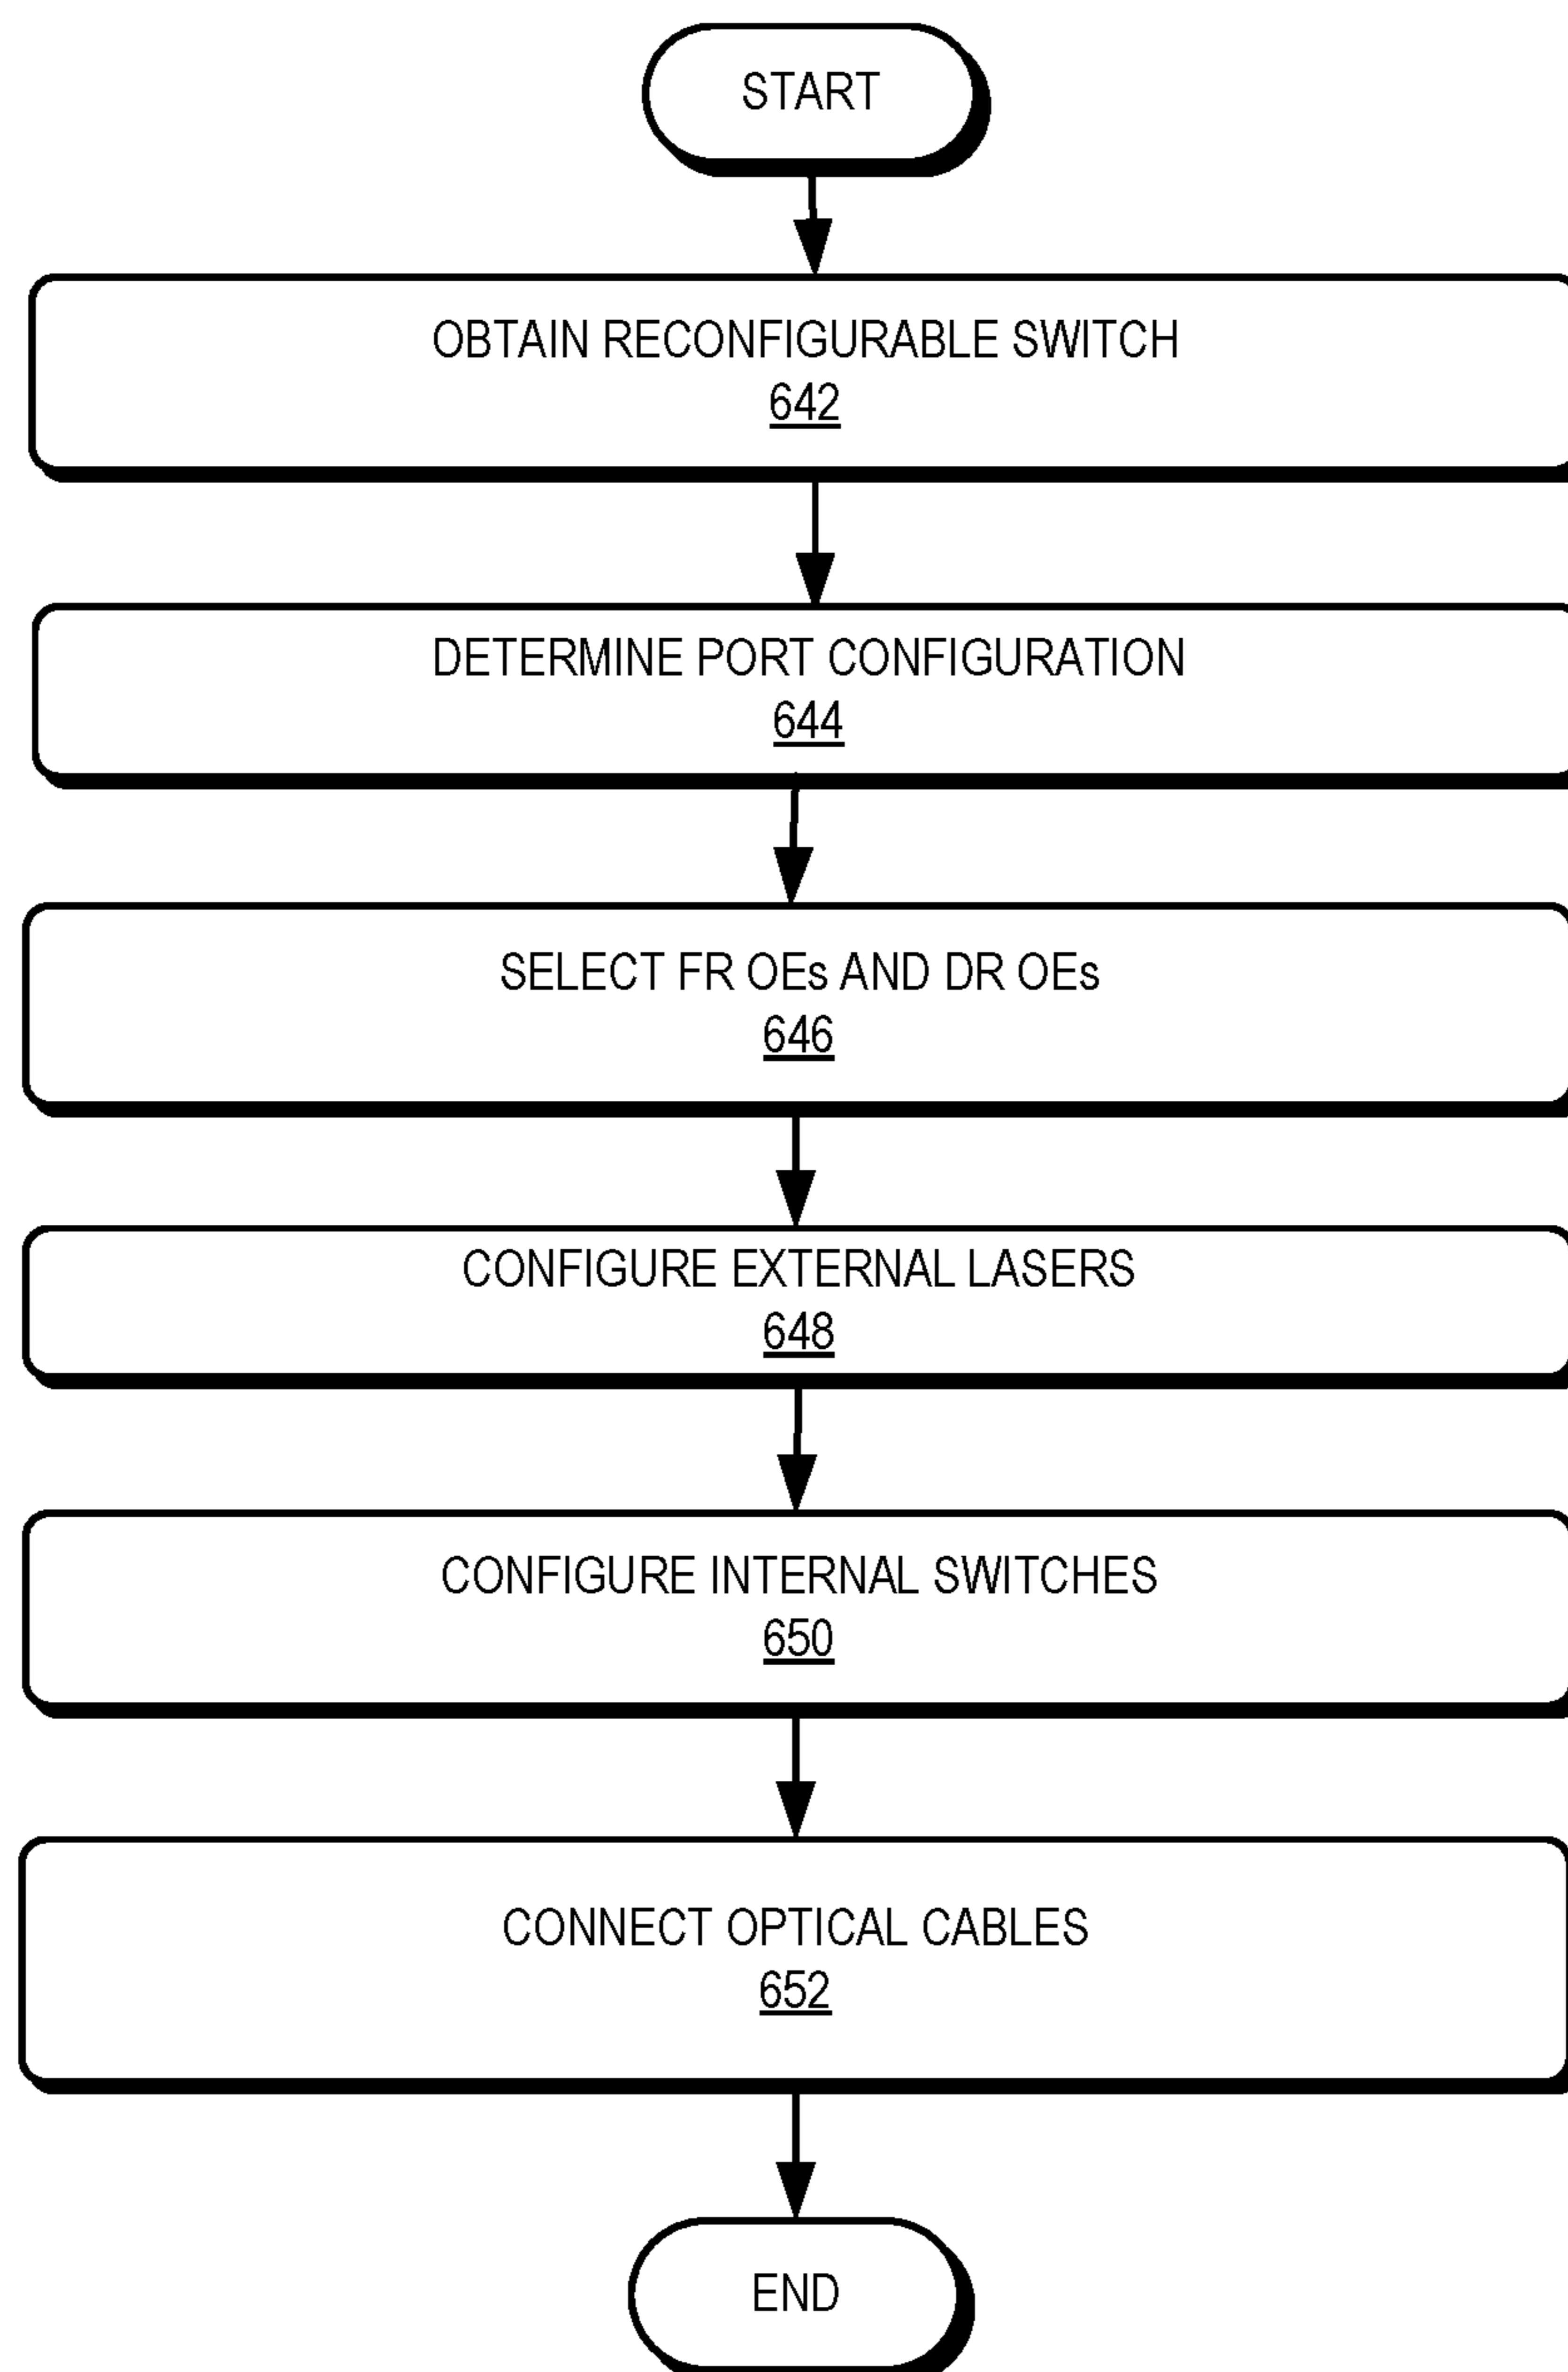 START
OBTAIN RECONFIGURABLE SWITCH
642
DETERMINE PORT CONFIGURATION
644
SELECT FR OEs AND DR OEs
646
CONFIGURE EXTERNAL LASERS
648
CONFIGURE INTERNAL SWITCHES
650
CONNECT OPTICAL CABLES
652
END